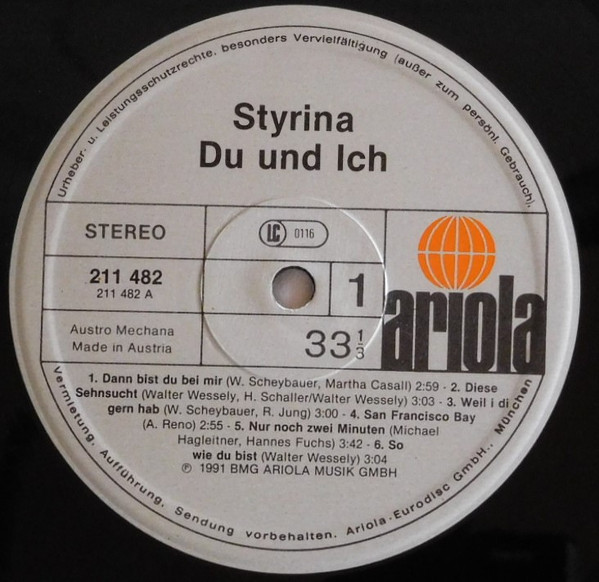 Urheber- u. Leistungsschutzrechte, besonders Vervielfältigung (außer zum persönl. Gebrauch),
Styrina
Du und Ich
STEREO
LC 0116
211 482
211 482 A
1
ariola
Austro Mechana
Made in Austria
33 1/3
1. Dann bist du bei mir (W. Scheybauer, Martha Casall) 2:59 - 2. Diese
Sehnsucht (Walter Wessely, H. Schaller/Walter Wessely) 3:03 - 3. Weil i di
gern hab (W. Scheybauer, R. Jung) 3:00 - 4. San Francisco Bay
(A. Reno) 2:55 - 5. Nur noch zwei Minuten (Michael
Hagleitner, Hannes Fuchs) 3:42 - 6. So
wie du bist (Walter Wessely) 3:04
℗ 1991 BMG ARIOLA MUSIK GMBH
Vermietung, Aufführung, Sendung vorbehalten. Ariola-Eurodisc GmbH., München